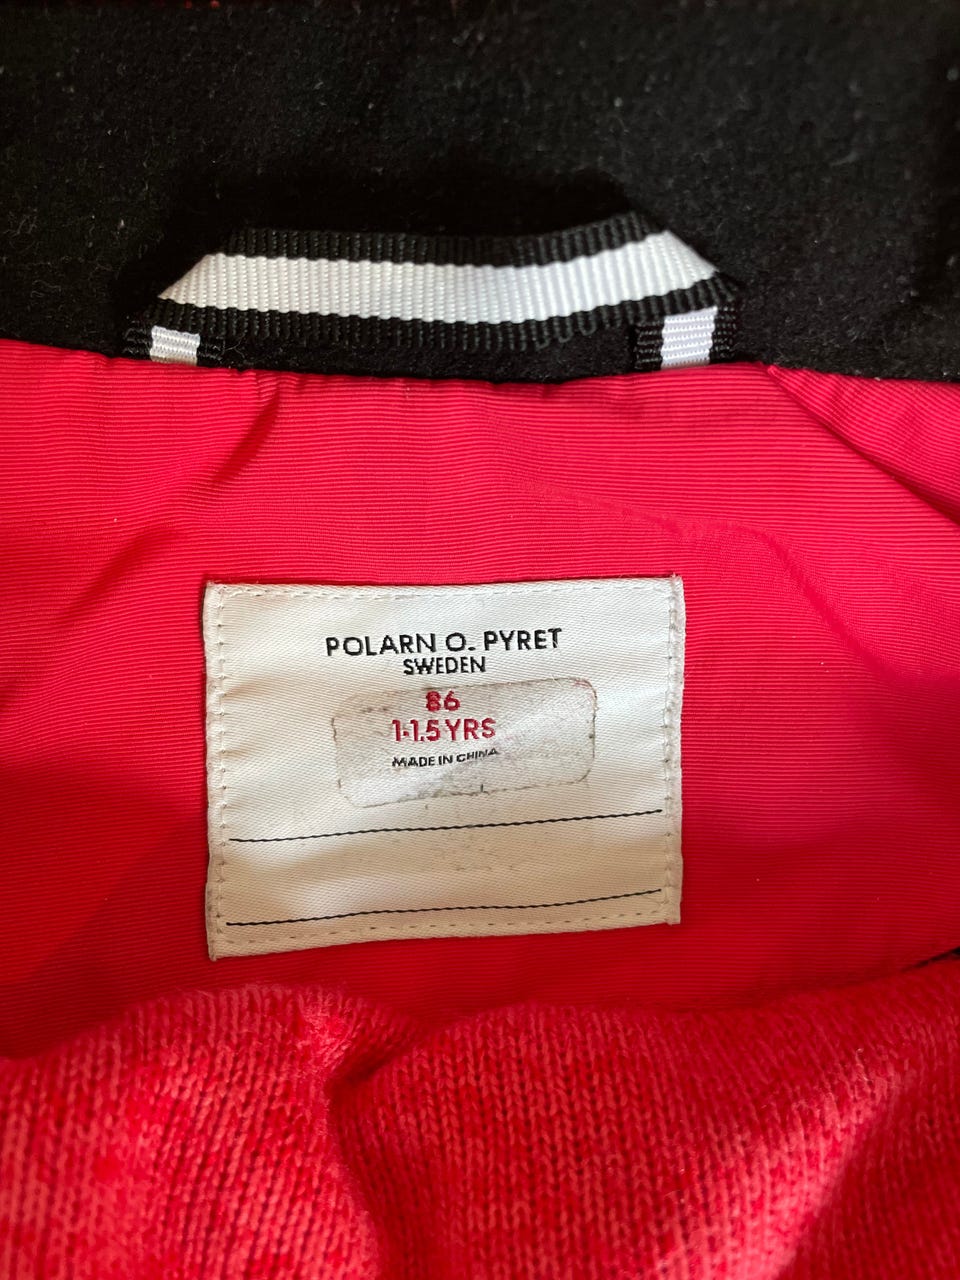 POLARN O. PYRET
SWEDEN
86
1-1,5 YRS
MADE IN CHINA